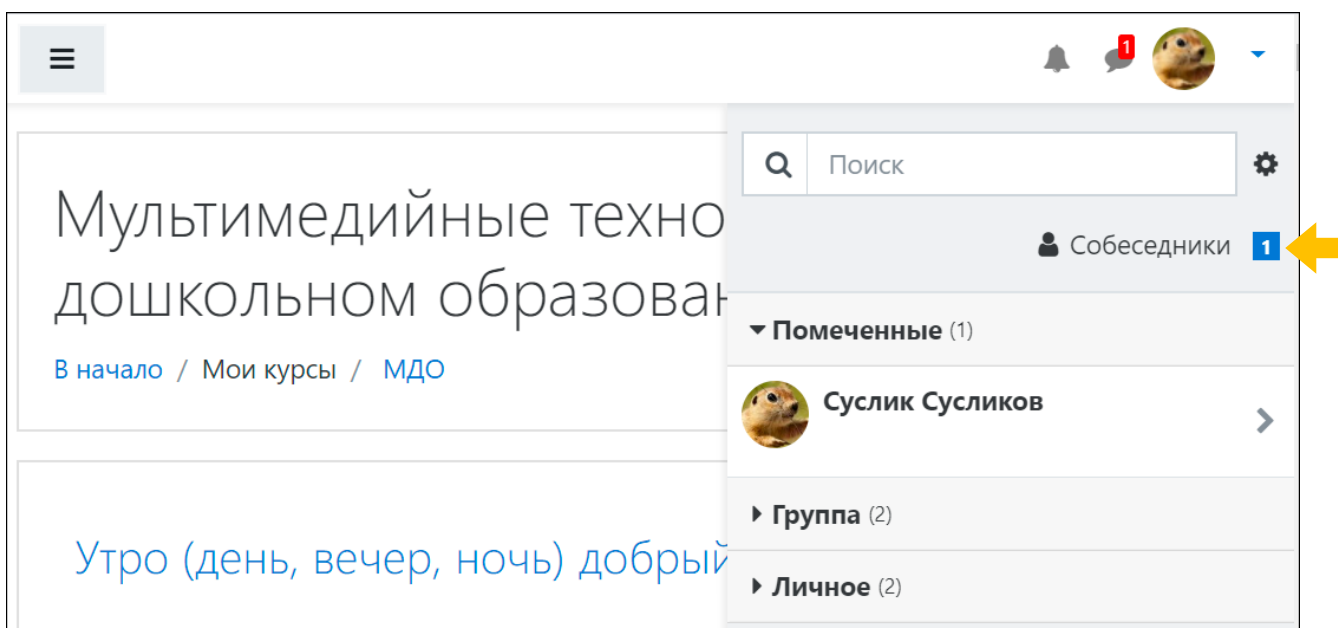 1
Поиск
Собеседники 1
Мультимедийные техно
дошкольном образован
В начало / Мои курсы / МДО
Помеченные (1)
Суслик Сусликов
Группа (2)
Утро (день, вечер, ночь) добрый
Личное (2)